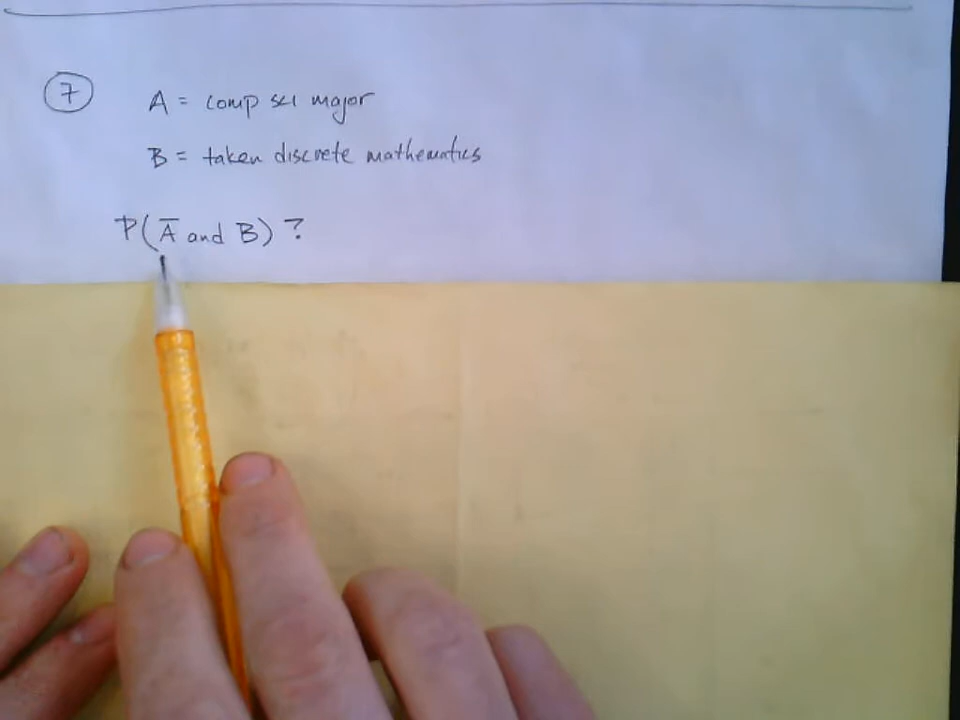 7 A = comp sci major
B = taken discrete mathematics
P(A̅ and B) ?